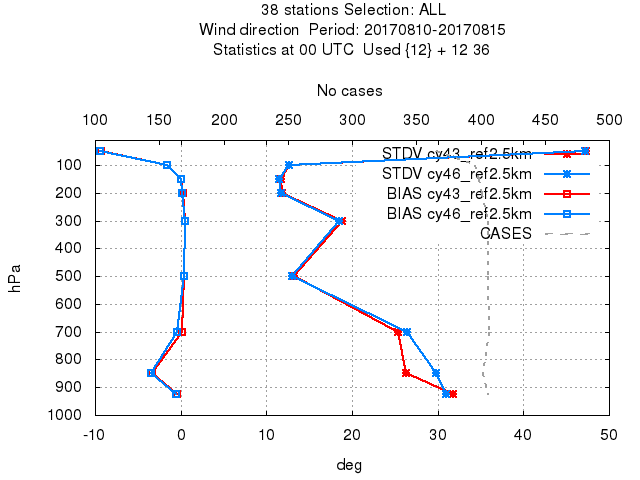 38 stations Selection: ALL
Wind direction  Period: 20170810-20170815
Statistics at 00 UTC  Used {12} + 12 36
No cases
100 150 200 250 300 350 400 450 500
STDV cy43_ref2.5km
STDV cy46_ref2.5km
BIAS cy43_ref2.5km
BIAS cy46_ref2.5km
CASES
hPa
100
200
300
400
500
600
700
800
900
1000
-10 0 10 20 30 40 50
deg